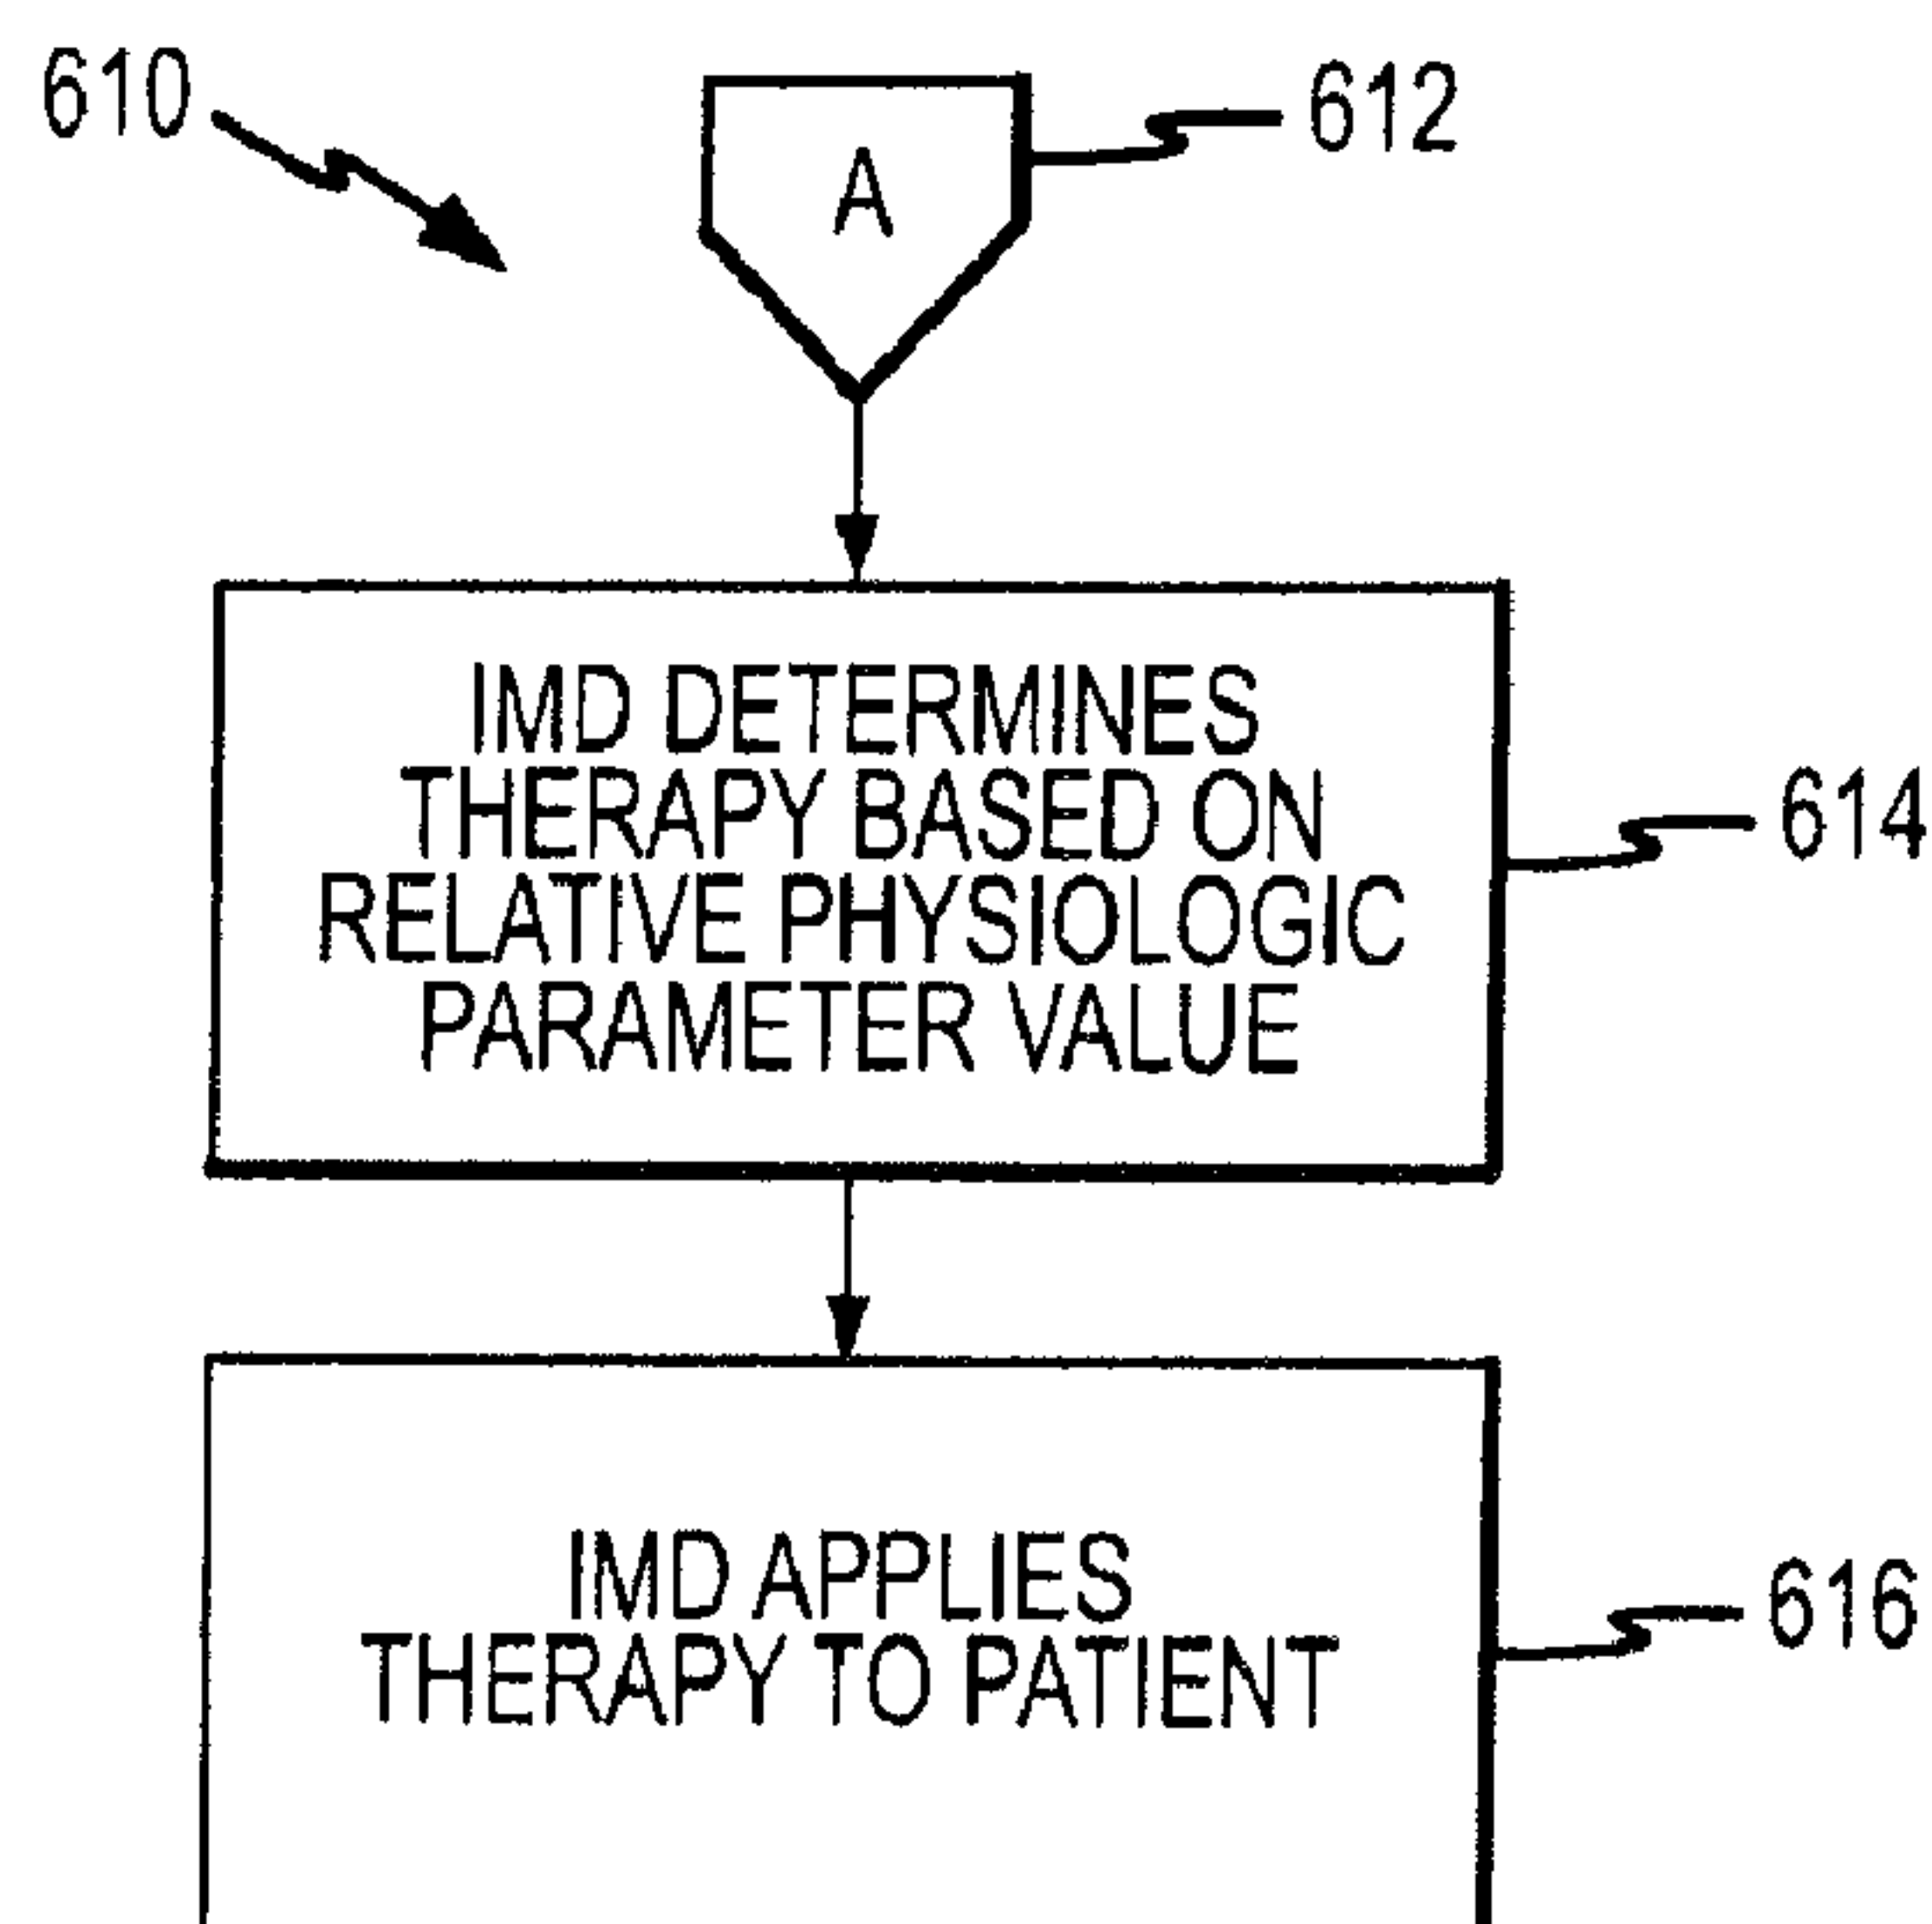 610
612
A
IMD DETERMINES
THERAPY BASED ON
RELATIVE PHYSIOLOGIC
PARAMETER VALUE
614
IMD APPLIES
THERAPY TO PATIENT
616